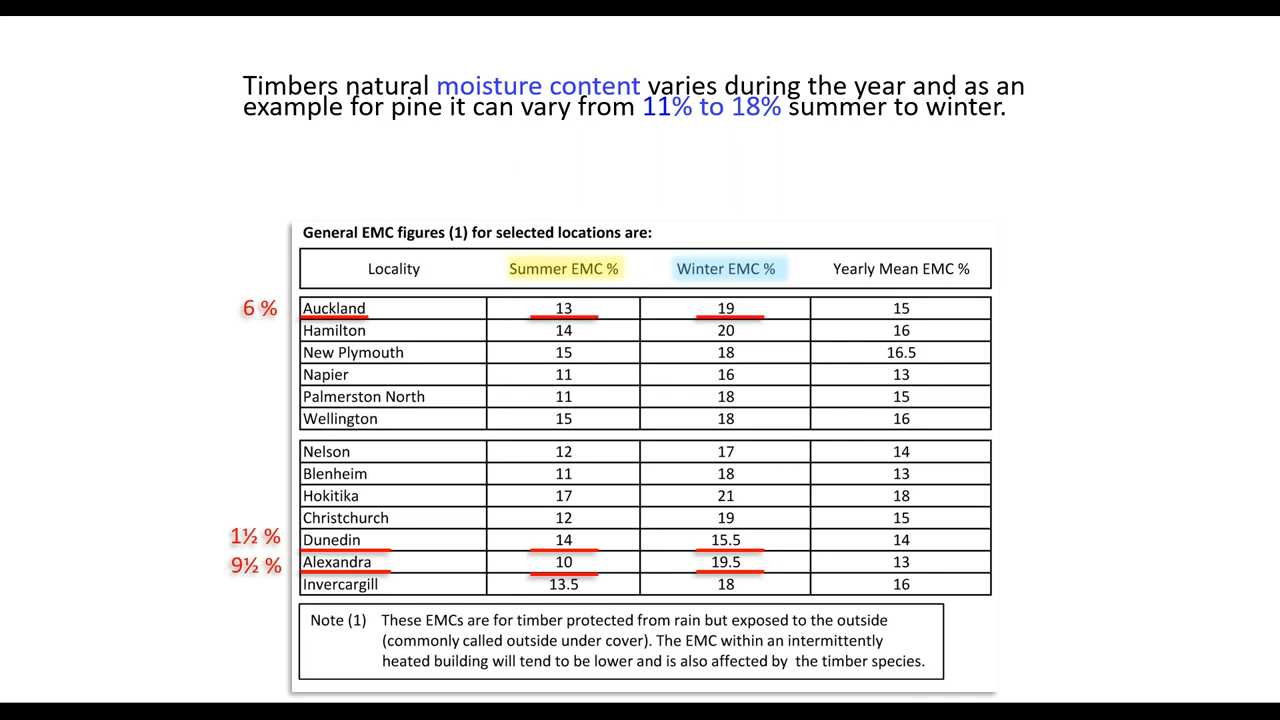 Timbers natural moisture content varies during the year and as an
example for pine it can vary from 11% to 18% summer to winter.
General EMC figures (1) for selected locations are:
Locality Summer EMC % Winter EMC % Yearly Mean EMC %
6 % Auckland 13 19 15
Hamilton 14 20 16
New Plymouth 15 18 16.5
Napier 11 16 13
Palmerston North 11 18 15
Wellington 15 18 16
Nelson 12 17 14
Blenheim 11 18 13
Hokitika 17 21 18
Christchurch 12 19 15
1½ % Dunedin 14 15.5 14
9½ % Alexandra 10 19.5 13
Invercargill 13.5 18 16
Note (1) These EMCs are for timber protected from rain but exposed to the outside
(commonly called outside under cover). The EMC within an intermittently
heated building will tend to be lower and is also affected by the timber species.